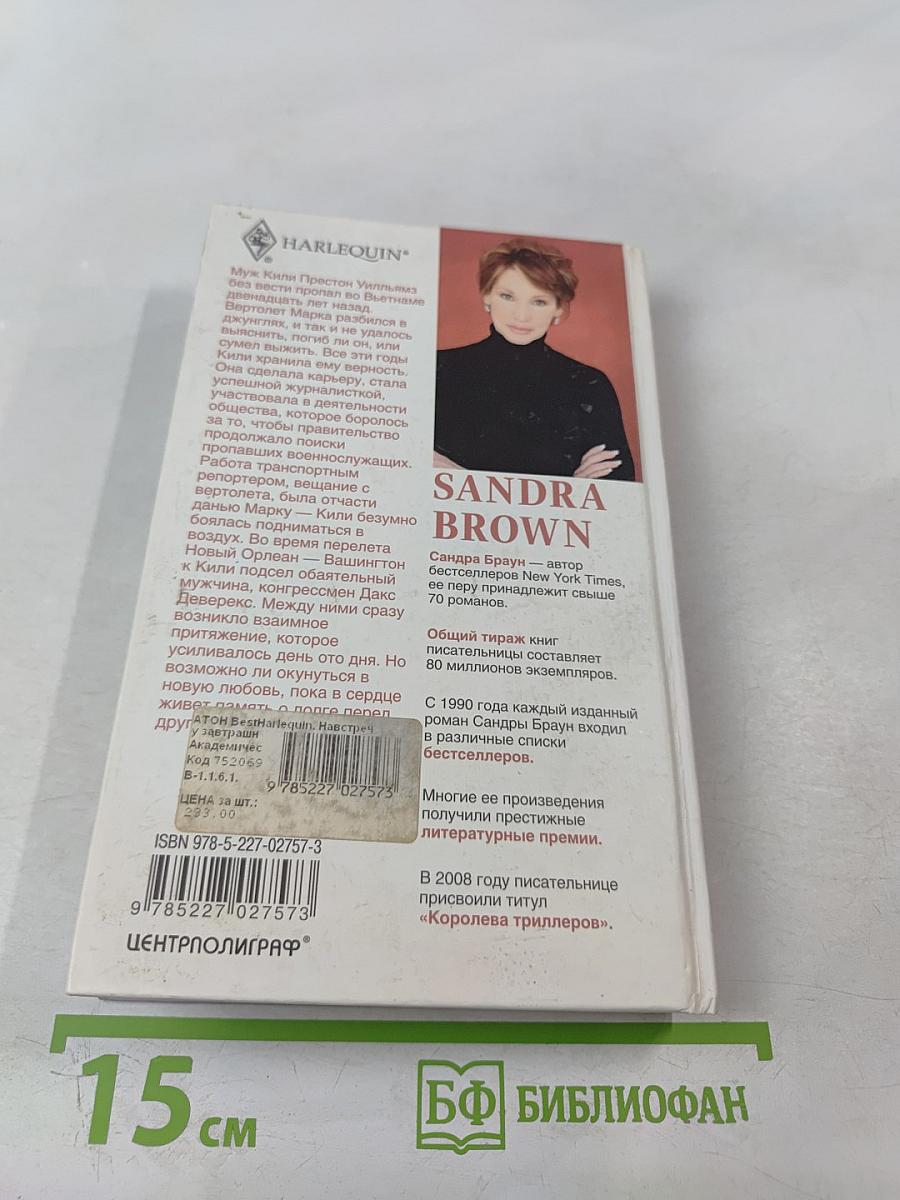 HARLEQUIN®
Муж Кили Престон Уилльямз
без вести пропал во Вьетнаме
двенадцать лет назад.
Вертолет Марка разбился в
джунглях, и так и не удалось
выяснить, погиб ли он, или
сумел выжить. Все эти годы
Кили хранила ему верность.
Она сделала карьеру, стала
успешной журналисткой,
участвовала в деятельности
общества, которое боролось
за то, чтобы правительство
продолжало поиски
пропавших военнослужащих.
Работа транспортным
репортером, вещание с
вертолета, была отчасти
данью Марку — Кили безумно
боялась подниматься в
воздух. Во время перелета
Новый Орлеан — Вашингтон
к Кили подсел обаятельный
мужчина, конгрессмен Дакс
Деверекс. Между ними сразу
возникло взаимное
притяжение, которое
усиливалось день ото дня. Но
возможно ли окунуться в
новую любовь, пока в сердце
живет память о долге перед
друг
АТОН BestHarlequin. Навстреч
у завтрашн
Академичес
Код 752069
В-1.1.6.1.
9 785227 027573
ЦЕНА за шт.:
233.00
ISBN 978-5-227-02757-3
9 785227 027573
ЦЕНТРПОЛИГРАФ®
SANDRA
BROWN
Сандра Браун — автор
бестселлеров New York Times,
ее перу принадлежит свыше
70 романов.
Общий тираж книг
писательницы составляет
80 миллионов экземпляров.
С 1990 года каждый изданный
роман Сандры Браун входил
в различные списки
бестселлеров.
Многие ее произведения
получили престижные
литературные премии.
В 2008 году писательнице
присвоили титул
«Королева триллеров».
15 см
БФ БИБЛИОФАН